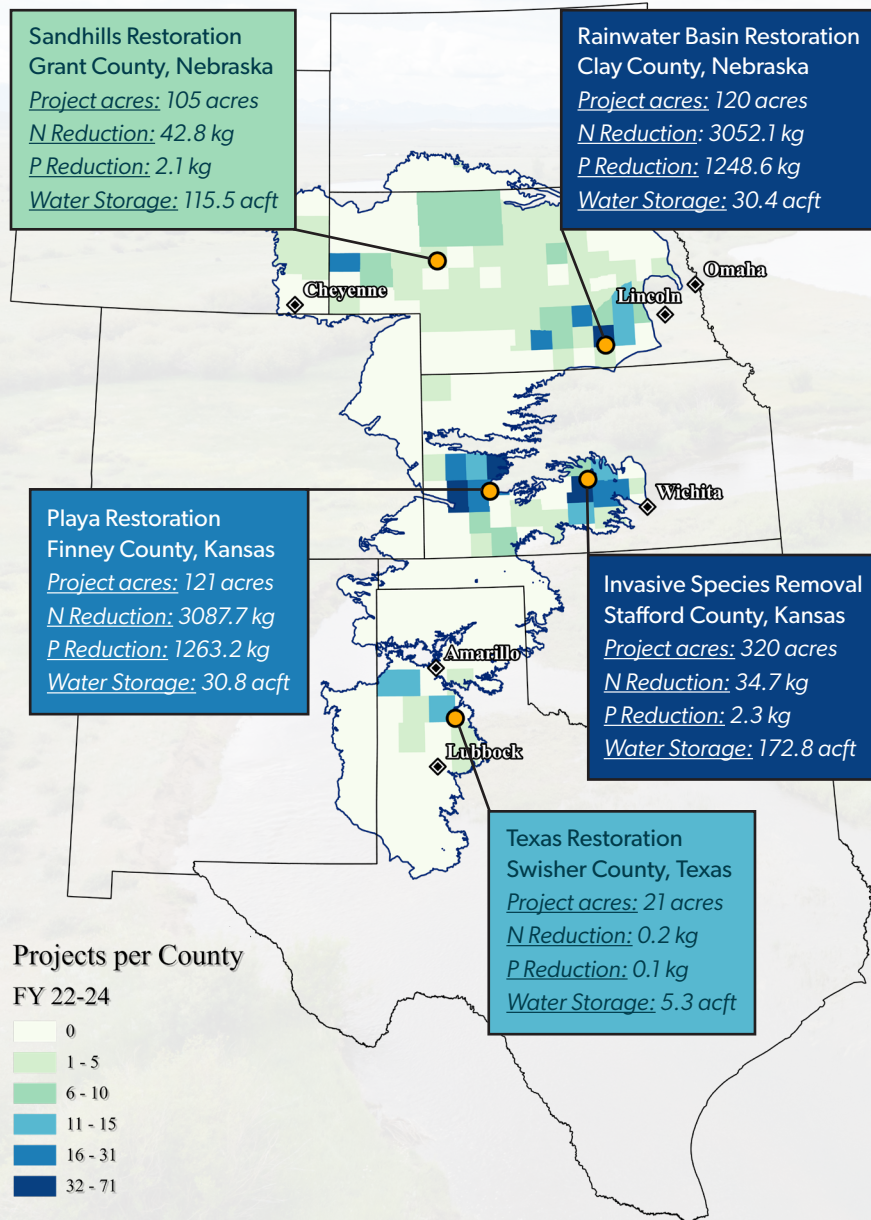 Sandhills Restoration
Grant County, Nebraska
Project acres: 105 acres
N Reduction: 42.8 kg
P Reduction: 2.1 kg
Water Storage: 115.5 acft
Rainwater Basin Restoration
Clay County, Nebraska
Project acres: 120 acres
N Reduction: 3052.1 kg
P Reduction: 1248.6 kg
Water Storage: 30.4 acft
Omaha
Cheyenne
Lincoln
Wichita
Playa Restoration
Finney County, Kansas
Project acres: 121 acres
N Reduction: 3087.7 kg
P Reduction: 1263.2 kg
Water Storage: 30.8 acft
Invasive Species Removal
Stafford County, Kansas
Project acres: 320 acres
N Reduction: 34.7 kg
P Reduction: 2.3 kg
Water Storage: 172.8 acft
Amarillo
Lubbock
Texas Restoration
Swisher County, Texas
Project acres: 21 acres
N Reduction: 0.2 kg
P Reduction: 0.1 kg
Water Storage: 5.3 acft
Projects per County
FY 22-24
0
1 - 5
6 - 10
11 - 15
16 - 31
32 - 71